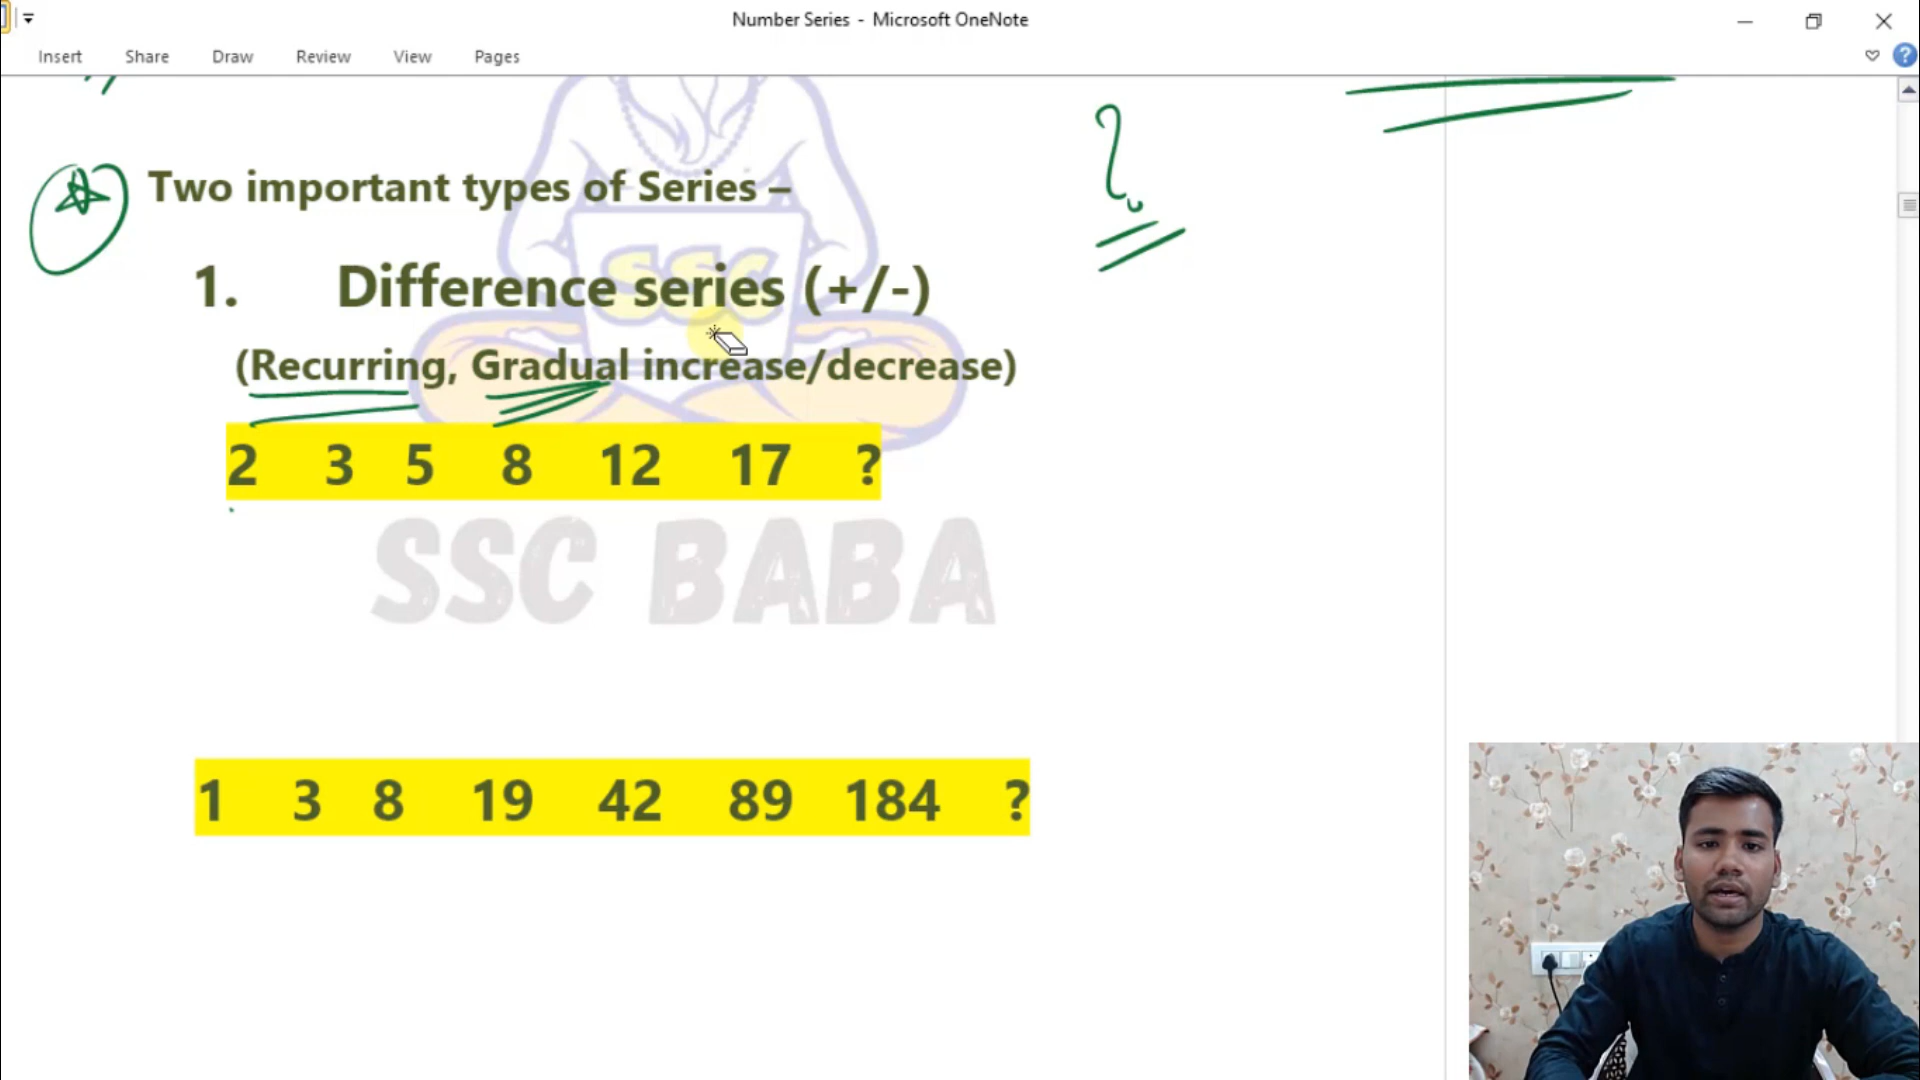 Number Series - Microsoft OneNote
Insert Share Draw Review View Pages
?
Two important types of Series –
SSC
1. Difference series (+/-)
(Recurring, Gradual increase/decrease)
2 3 5 8 12 17 ?
SSC BABA
1 3 8 19 42 89 184 ?